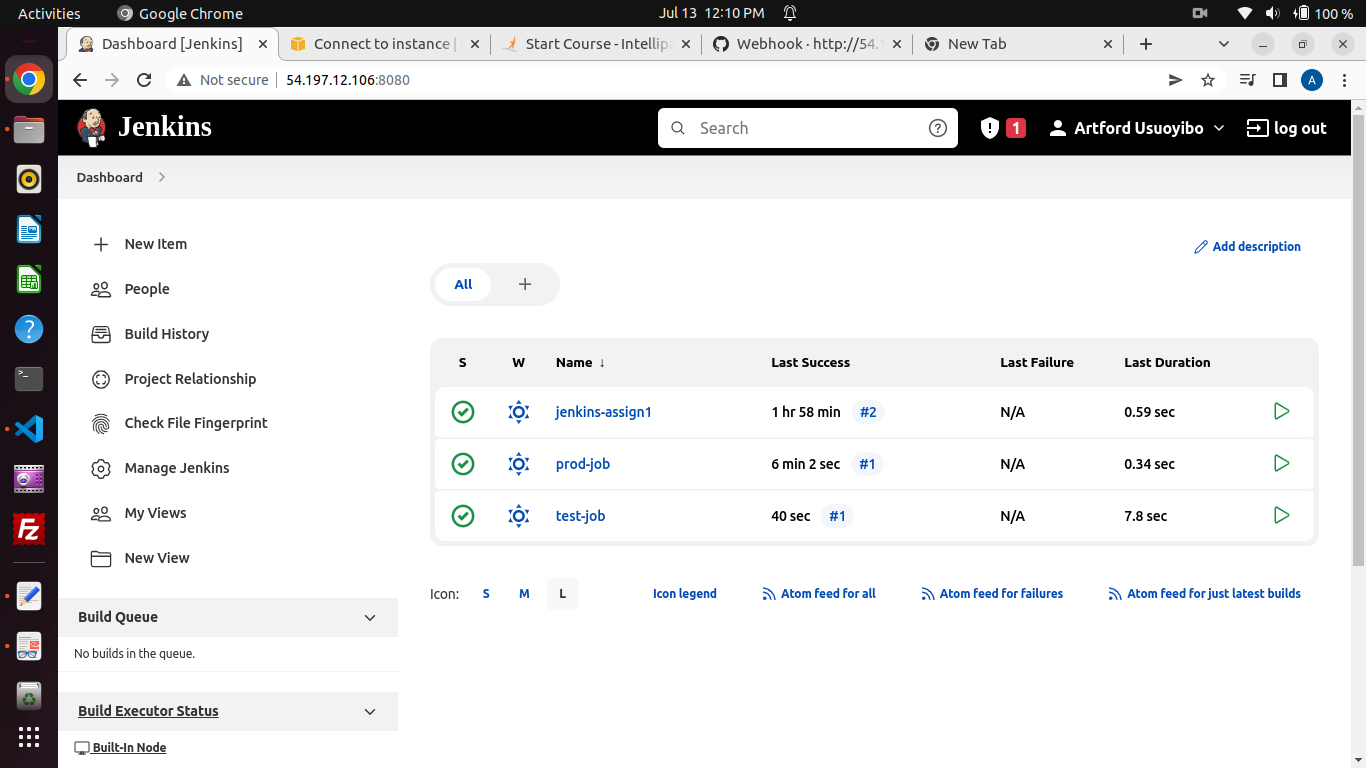 Activities Google Chrome Jul 13 12:10 PM 100 %
Dashboard [Jenkins] Connect to instance | Start Course - Intellipa Webhook · http://54.1 New Tab
Not secure 54.197.12.106:8080 A
Jenkins Search 1 Artford Usuoyibo log out
Dashboard
New Item
People
Build History
Project Relationship
Check File Fingerprint
Manage Jenkins
My Views
New View
Build Queue
No builds in the queue.
Build Executor Status
Built-In Node
Add description
All +
S W Name ↓ Last Success Last Failure Last Duration
jenkins-assign1 1 hr 58 min #2 N/A 0.59 sec
prod-job 6 min 2 sec #1 N/A 0.34 sec
test-job 40 sec #1 N/A 7.8 sec
Icon: S M L Icon legend Atom feed for all Atom feed for failures Atom feed for just latest builds